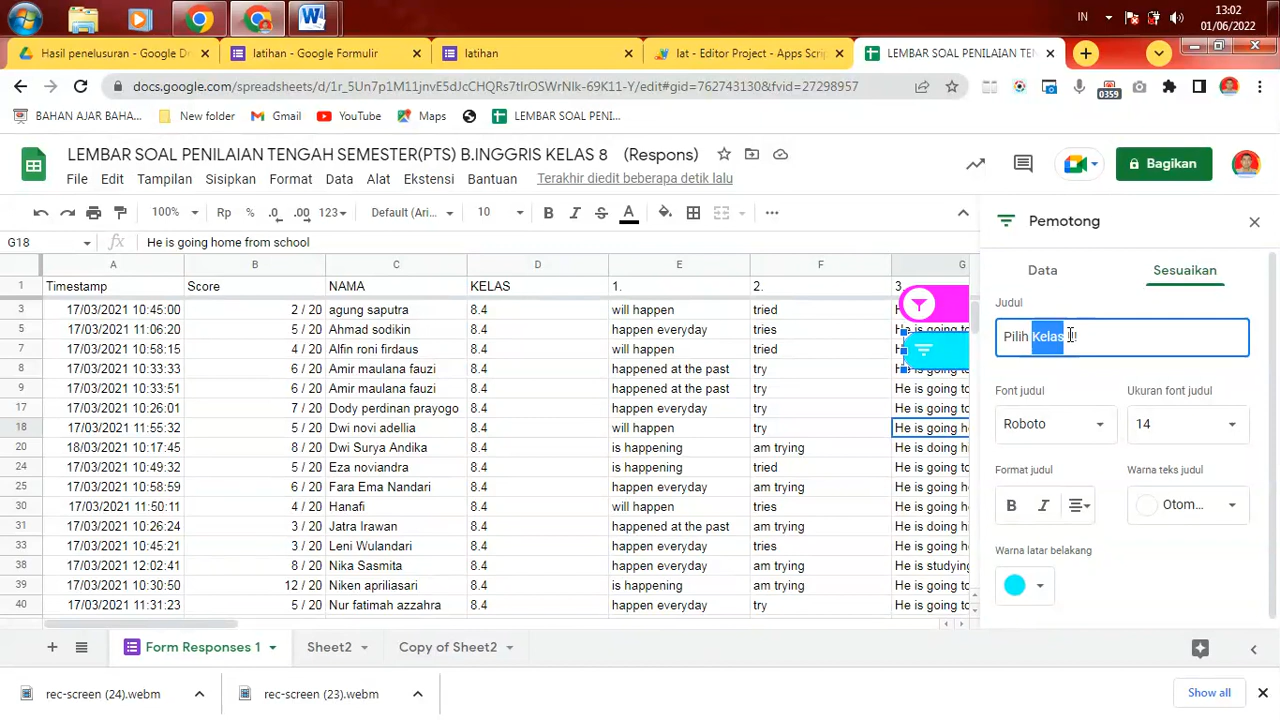 IN
13:02
01/06/2022
Hasil penelusuran - Google Dr
latihan - Google Formulir
latihan
lat - Editor Project - Apps Scrip
LEMBAR SOAL PENILAIAN TEN
docs.google.com/spreadsheets/d/1r_5Un7p1M11jnvE5dJcCHQRs7tIrOSWrNIk-69K11-Y/edit#gid=762743130&fvid=27298957
0359
BAHAN AJAR BAHA...
New folder
Gmail
YouTube
Maps
LEMBAR SOAL PENI...
LEMBAR SOAL PENILAIAN TENGAH SEMESTER(PTS) B.INGGRIS KELAS 8 (Respons)
File Edit Tampilan Sisipkan Format Data Alat Ekstensi Bantuan Terakhir diedit beberapa detik lalu
Bagikan
100% Rp % .0 .00 123 Default (Ari... 10 B I S A
G18 fx He is going home from school
A B C D E F G
1 Timestamp Score NAMA KELAS 1. 2. 3.
3 17/03/2021 10:45:00 2 / 20 agung saputra 8.4 will happen tried
5 17/03/2021 11:06:20 5 / 20 Ahmad sodikin 8.4 happen everyday tries He is going to
7 17/03/2021 10:58:15 4 / 20 Alfin roni firdaus 8.4 will happen tried
8 17/03/2021 10:33:33 6 / 20 Amir maulana fauzi 8.4 happened at the past try He is going to
9 17/03/2021 10:33:51 6 / 20 Amir maulana fauzi 8.4 happened at the past try He is going to
17 17/03/2021 10:26:01 7 / 20 Dody perdinan prayogo 8.4 happen everyday try He is going to
18 17/03/2021 11:55:32 5 / 20 Dwi novi adellia 8.4 will happen try He is going h
20 18/03/2021 10:17:45 8 / 20 Dwi Surya Andika 8.4 is happening am trying He is doing hi
24 17/03/2021 10:49:32 5 / 20 Eza noviandra 8.4 is happening tried He is going to
25 17/03/2021 10:58:59 6 / 20 Fara Ema Nandari 8.4 happen everyday am trying He is going to
30 17/03/2021 11:50:11 4 / 20 Hanafi 8.4 will happen tries He is going to
31 17/03/2021 10:26:24 3 / 20 Jatra Irawan 8.4 happened at the past am trying He is doing hi
33 17/03/2021 10:45:21 3 / 20 Leni Wulandari 8.4 happen everyday tries He is going h
38 17/03/2021 12:02:41 8 / 20 Nika Sasmita 8.4 happen everyday am trying He is studyin
39 17/03/2021 10:30:50 12 / 20 Niken apriliasari 8.4 is happening am trying He is going to
40 17/03/2021 11:31:23 5 / 20 Nur fatimah azzahra 8.4 happen everyday try He is going to
Pemotong
Data Sesuaikan
Judul
Pilih Kelas
Font judul Ukuran font judul
Roboto 14
Format judul Warna teks judul
B I Otom...
Warna latar belakang
Form Responses 1 Sheet2 Copy of Sheet2
rec-screen (24).webm rec-screen (23).webm Show all